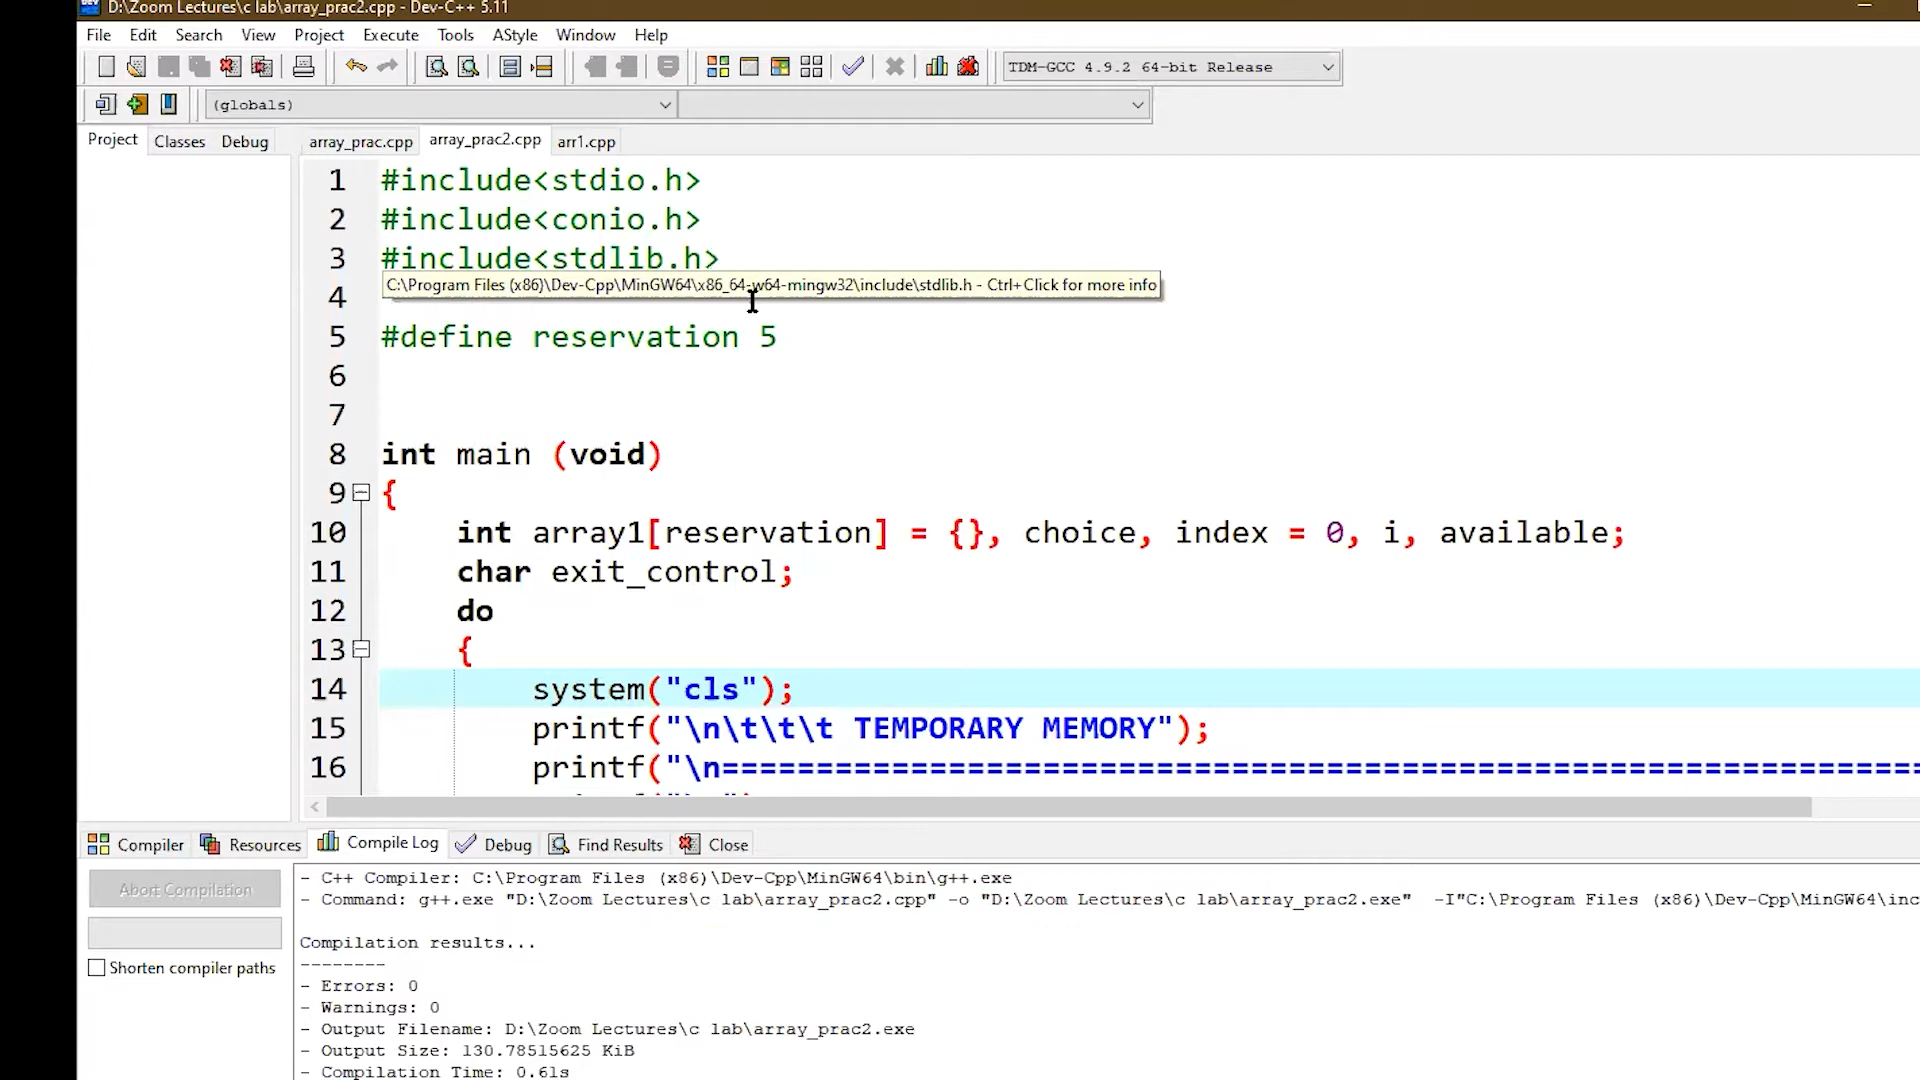 D:\Zoom Lectures\c lab\array_prac2.cpp - Dev-C++ 5.11
File Edit Search View Project Execute Tools AStyle Window Help
TDM-GCC 4.9.2 64-bit Release
(globals)
Project Classes Debug array_prac.cpp array_prac2.cpp arr1.cpp
1 #include<stdio.h>
2 #include<conio.h>
3 #include<stdlib.h>
C:\Program Files (x86)\Dev-Cpp\MinGW64\x86_64-w64-mingw32\include\stdlib.h - Ctrl+Click for more info
4
5 #define reservation 5
6
7
8 int main (void)
9 {
10 int array1[reservation] = {}, choice, index = 0, i, available;
11 char exit_control;
12 do
13 {
14 system("cls");
15 printf("\n\t\t\t TEMPORARY MEMORY");
16 printf("\n================================================================
Compiler Resources Compile Log Debug Find Results Close
Abort Compilation
Shorten compiler paths
- C++ Compiler: C:\Program Files (x86)\Dev-Cpp\MinGW64\bin\g++.exe
- Command: g++.exe "D:\Zoom Lectures\c lab\array_prac2.cpp" -o "D:\Zoom Lectures\c lab\array_prac2.exe" -I"C:\Program Files (x86)\Dev-Cpp\MinGW64\inc
Compilation results...
--------
- Errors: 0
- Warnings: 0
- Output Filename: D:\Zoom Lectures\c lab\array_prac2.exe
- Output Size: 130.78515625 KiB
- Compilation Time: 0.61s